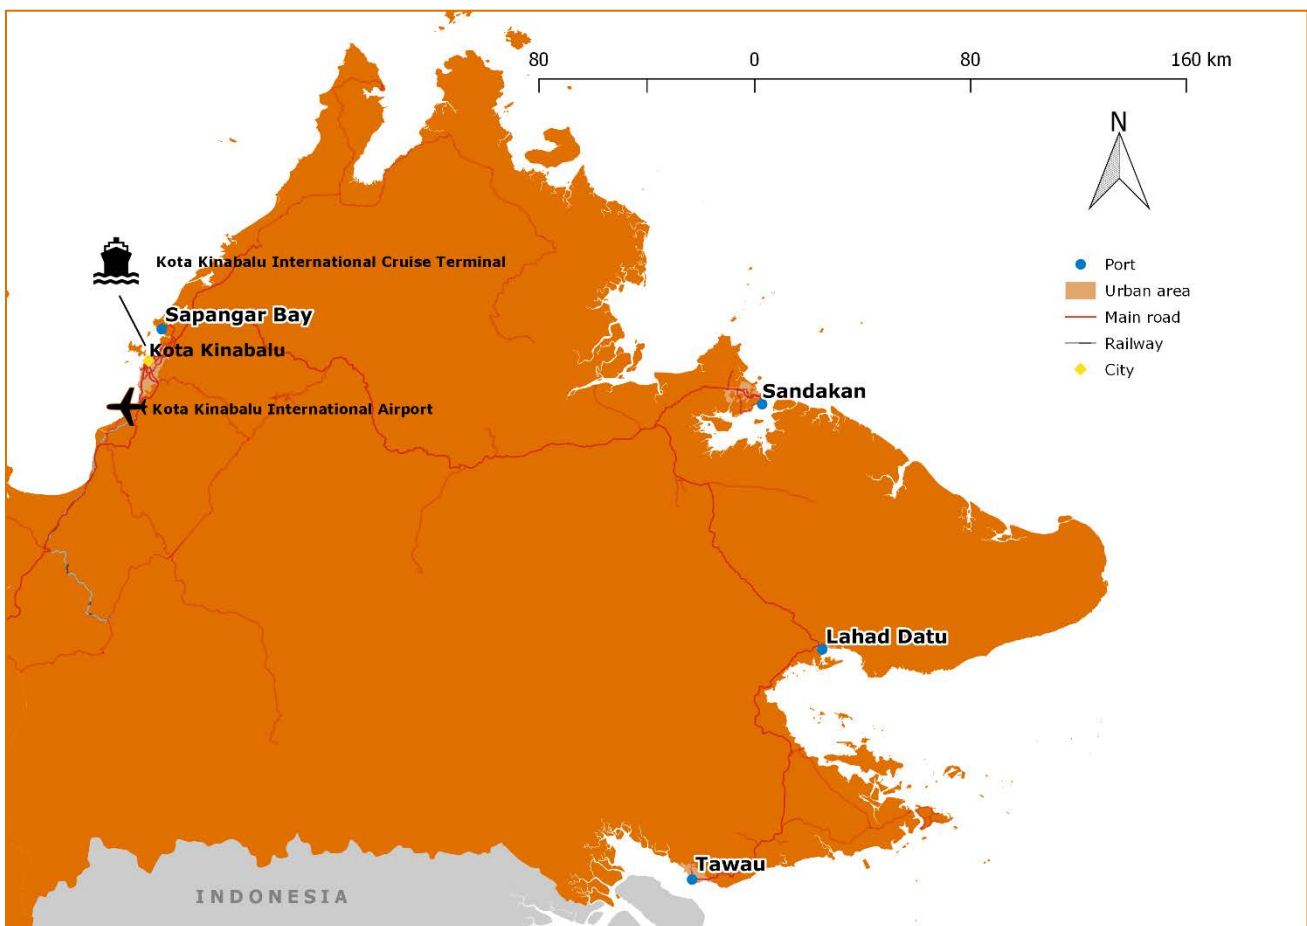 80 0 80 160 km
N
Kota Kinabalu International Cruise Terminal
Port
Urban area
Main road
Railway
City
Sapangar Bay
Kota Kinabalu
Sandakan
Kota Kinabalu International Airport
Lahad Datu
Tawau
INDONESIA